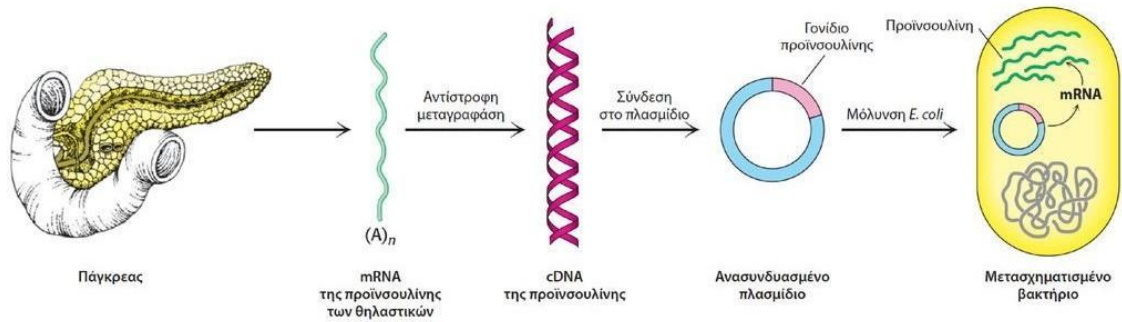 Γονίδιο
προϊνσουλίνης
Προϊνσουλίνη
Αντίστροφη
μεταγραφάση
Σύνδεση
στο πλασμίδιο
Μόλυνση E. coli
mRNA
(A)n
Πάγκρεας
mRNA
της προϊνσουλίνης
των θηλαστικών
cDNA
της προϊνσουλίνης
Ανασυνδυασμένο
πλασμίδιο
Μετασχηματισμένο
βακτήριο